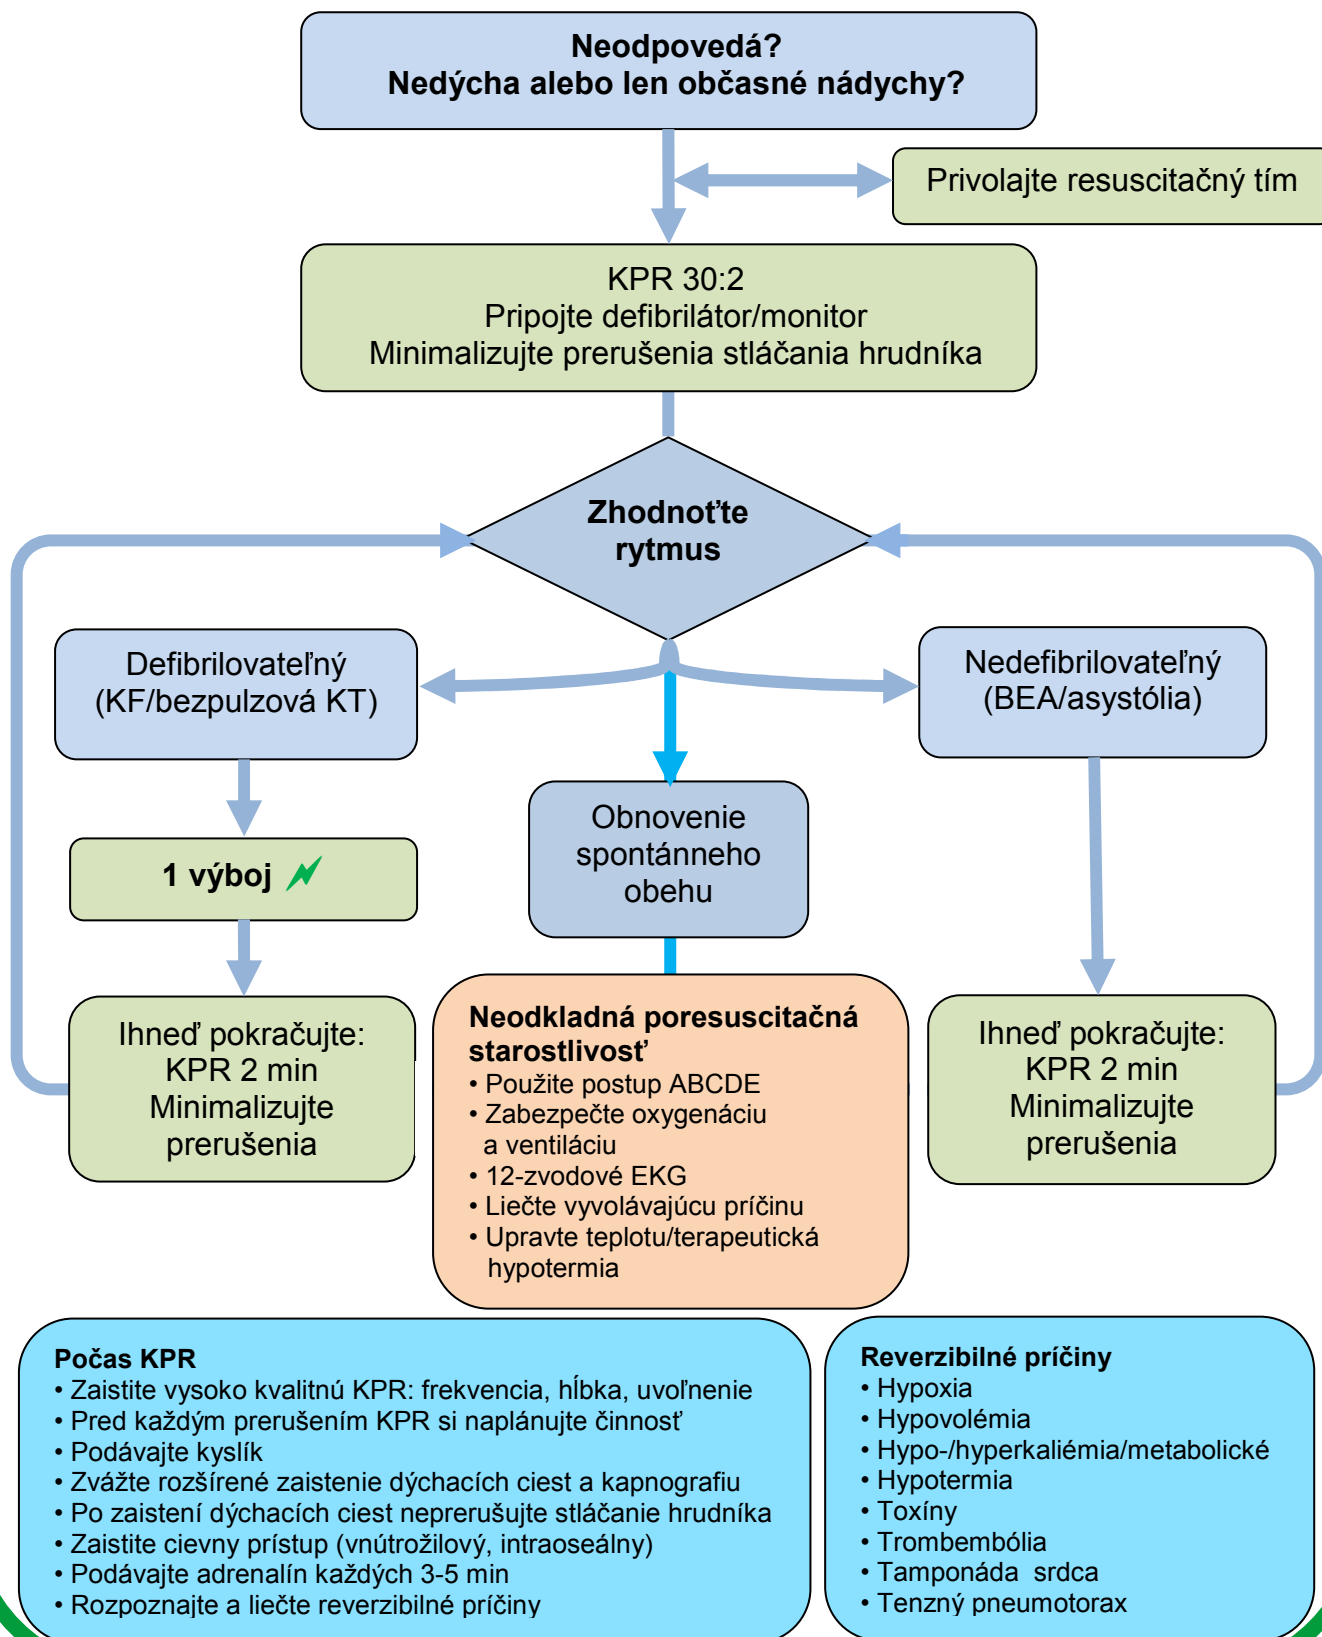 Neodpovedá?
Nedýcha alebo len občasné nádychy?
Privolajte resuscitačný tím
KPR 30:2
Pripojte defibrilátor/monitor
Minimalizujte prerušenia stláčania hrudníka
Zhodnoťte
rytmus
Defibrilovateľný
(KF/bezpulzová KT)
Nedefibrilovateľný
(BEA/asystólia)
1 výboj
Obnovenie
spontánneho
obehu
Ihneď pokračujte:
KPR 2 min
Minimalizujte
prerušenia
Neodkladná poresuscitačná
starostlivosť
• Použite postup ABCDE
• Zabezpečte oxygenáciu
a ventiláciu
• 12-zvodové EKG
• Liečte vyvolávajúcu príčinu
• Upravte teplotu/terapeutická
hypotermia
Ihneď pokračujte:
KPR 2 min
Minimalizujte
prerušenia
Počas KPR
• Zaistite vysoko kvalitnú KPR: frekvencia, hĺbka, uvoľnenie
• Pred každým prerušením KPR si naplánujte činnosť
• Podávajte kyslík
• Zvážte rozšírené zaistenie dýchacích ciest a kapnografiu
• Po zaistení dýchacích ciest neprerušujte stláčanie hrudníka
• Zaistite cievny prístup (vnútrožilový, intraoseálny)
• Podávajte adrenalín každých 3-5 min
• Rozpoznajte a liečte reverzibilné príčiny
Reverzibilné príčiny
• Hypoxia
• Hypovolémia
• Hypo-/hyperkaliémia/metabolické
• Hypotermia
• Toxíny
• Trombembólia
• Tamponáda srdca
• Tenzný pneumotorax